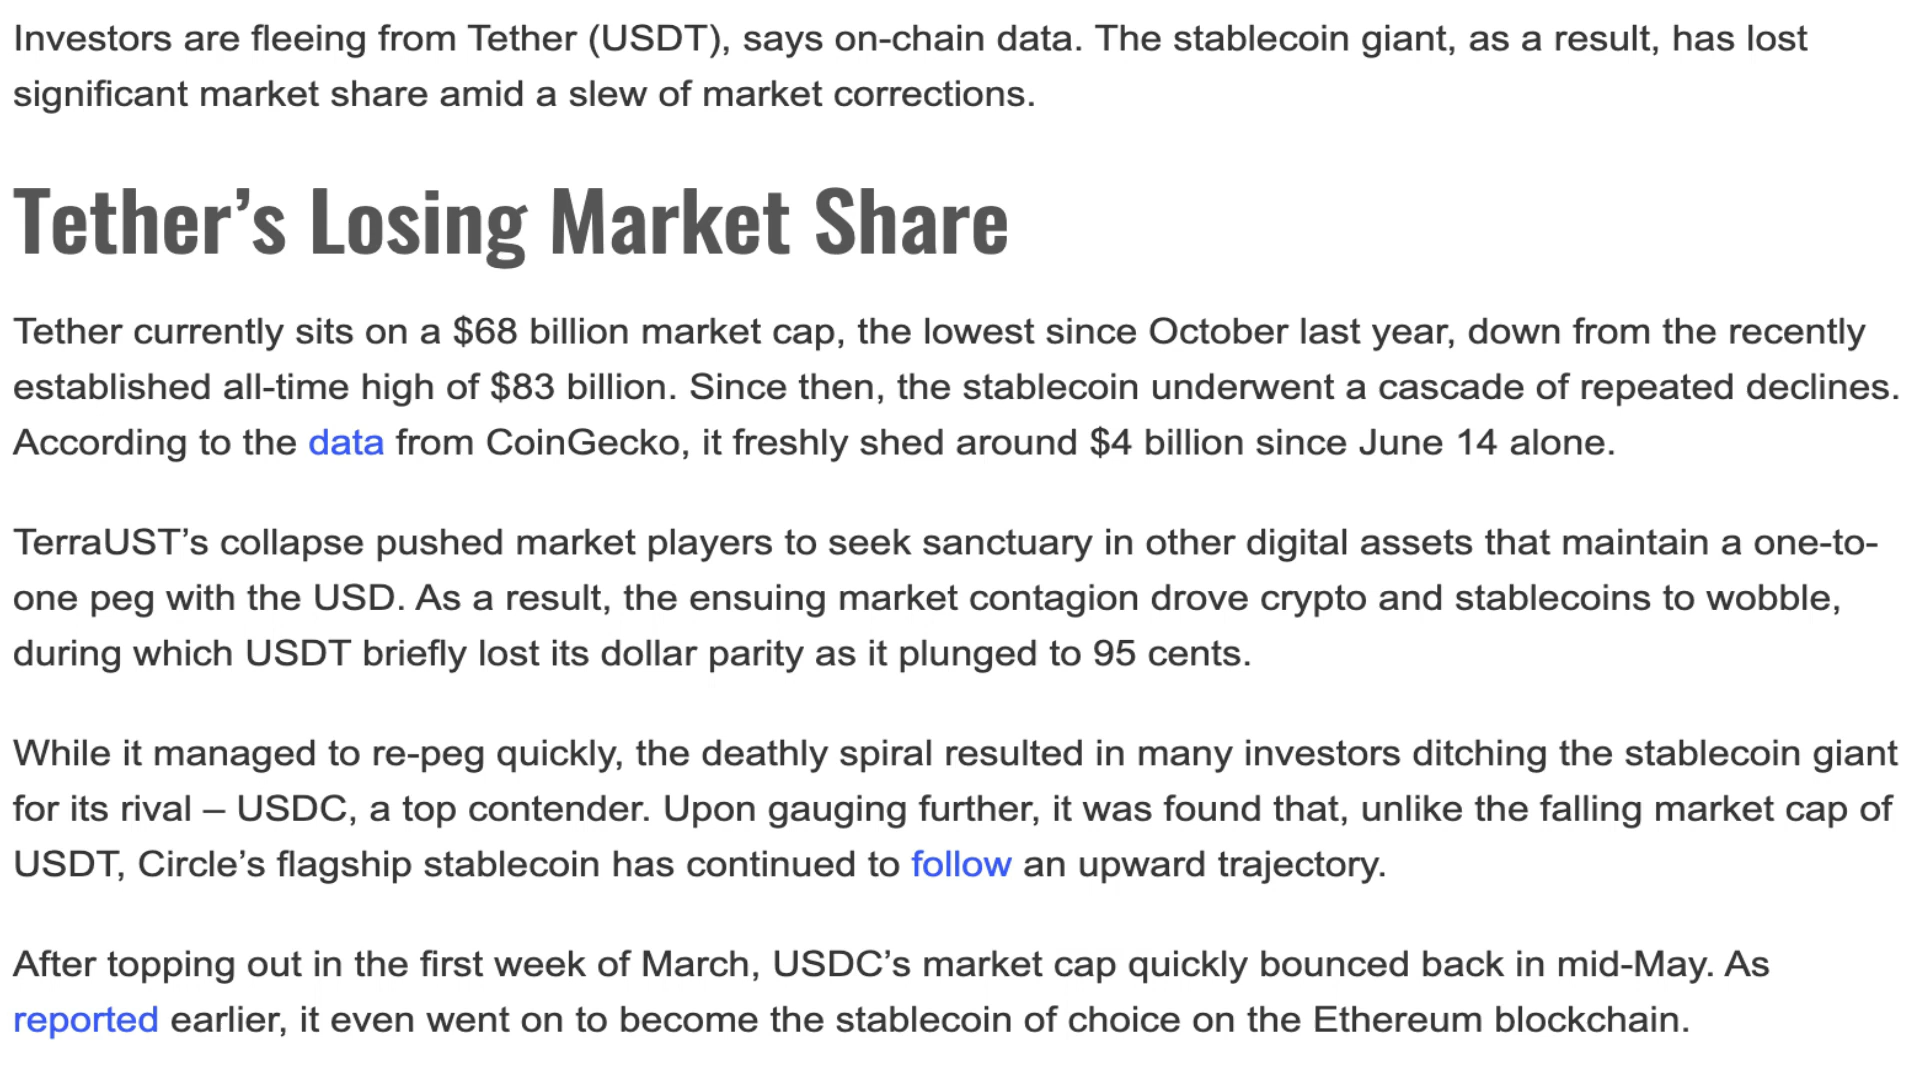 Investors are fleeing from Tether (USDT), says on-chain data. The stablecoin giant, as a result, has lost
significant market share amid a slew of market corrections.
Tether’s Losing Market Share
Tether currently sits on a $68 billion market cap, the lowest since October last year, down from the recently
established all-time high of $83 billion. Since then, the stablecoin underwent a cascade of repeated declines.
According to the data from CoinGecko, it freshly shed around $4 billion since June 14 alone.
TerraUST’s collapse pushed market players to seek sanctuary in other digital assets that maintain a one-to-
one peg with the USD. As a result, the ensuing market contagion drove crypto and stablecoins to wobble,
during which USDT briefly lost its dollar parity as it plunged to 95 cents.
While it managed to re-peg quickly, the deathly spiral resulted in many investors ditching the stablecoin giant
for its rival – USDC, a top contender. Upon gauging further, it was found that, unlike the falling market cap of
USDT, Circle’s flagship stablecoin has continued to follow an upward trajectory.
After topping out in the first week of March, USDC’s market cap quickly bounced back in mid-May. As
reported earlier, it even went on to become the stablecoin of choice on the Ethereum blockchain.